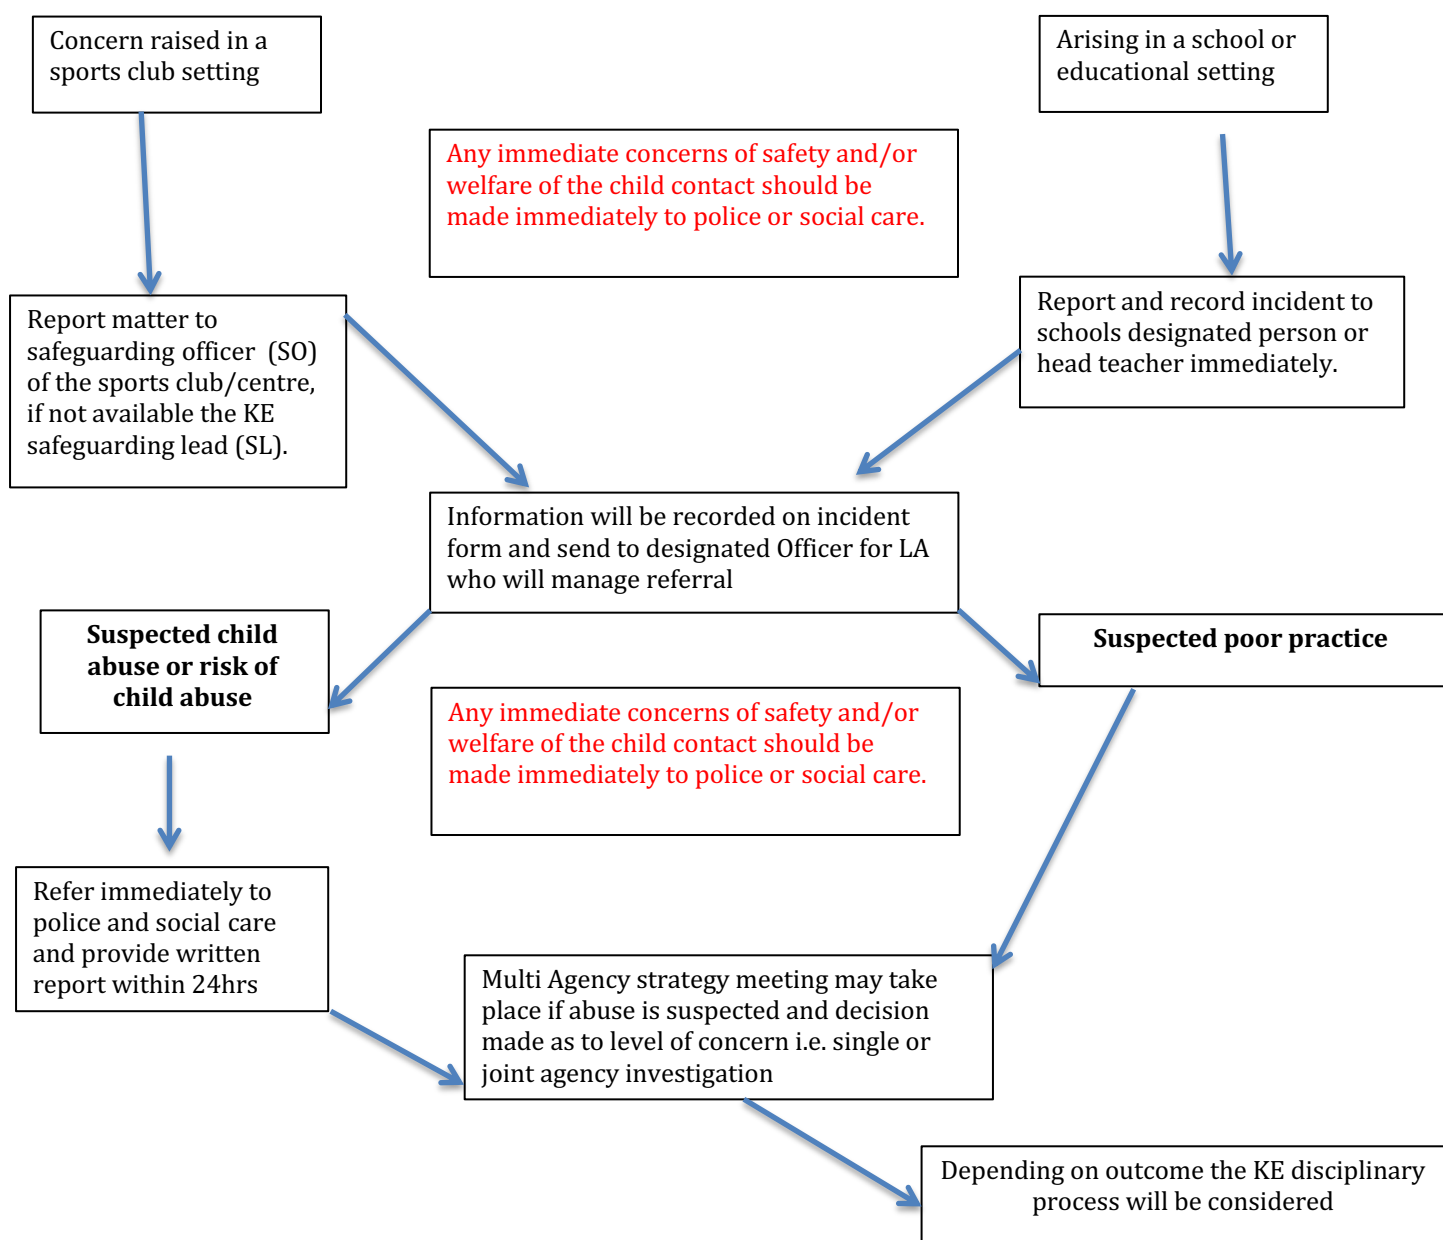 Concern raised in a
sports club setting
Arising in a school or
educational setting
Any immediate concerns of safety and/or
welfare of the child contact should be
made immediately to police or social care.
Report matter to
safeguarding officer  (SO)
of the sports club/centre,
if not available the KE
safeguarding lead (SL).
Report and record incident to
schools designated person or
head teacher immediately.
Information will be recorded on incident
form and send to designated Officer for LA
who will manage referral
Suspected child
abuse or risk of
child abuse
Suspected poor practice
Any immediate concerns of safety and/or
welfare of the child contact should be
made immediately to police or social care.
Refer immediately to
police and social care
and provide written
report within 24hrs
Multi Agency strategy meeting may take
place if abuse is suspected and decision
made as to level of concern i.e. single or
joint agency investigation
Depending on outcome the KE disciplinary
process will be considered